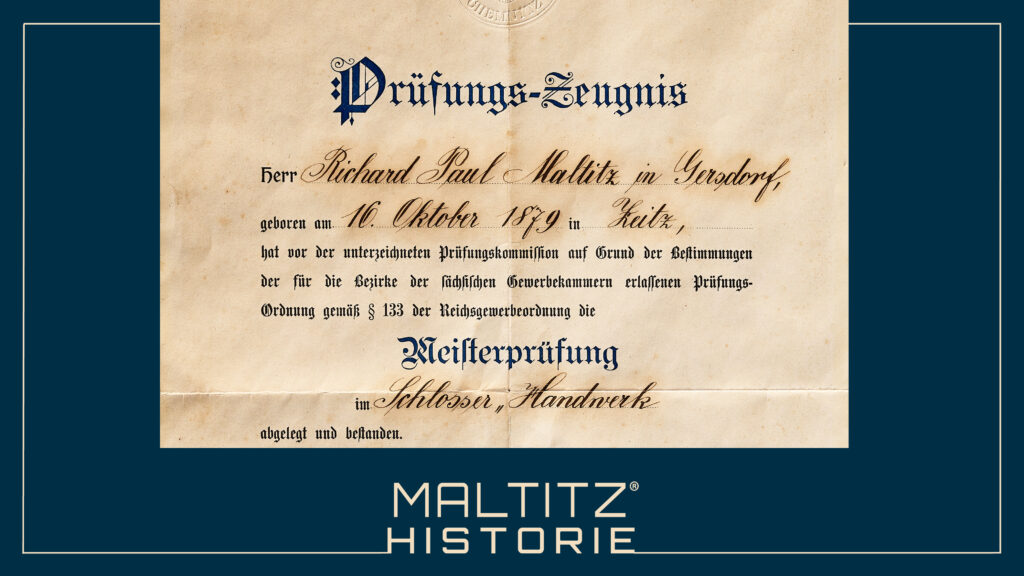 CHEMNITZ
Prüfungs-Zeugnis
Herr Richard Paul Maltitz in Gersdorf,
geboren am 16. Oktober 1879 in Zeitz,
hat vor der unterzeichneten Prüfungskommission auf Grund der Bestimmungen
der für die Bezirke der sächsischen Gewerbekammern erlassenen Prüfungs-
Ordnung gemäß § 133 der Reichsgewerbeordnung die
Meisterprüfung
im Schlosser „ Handwerk
abgelegt und bestanden.
MALTITZ®
HISTORIE